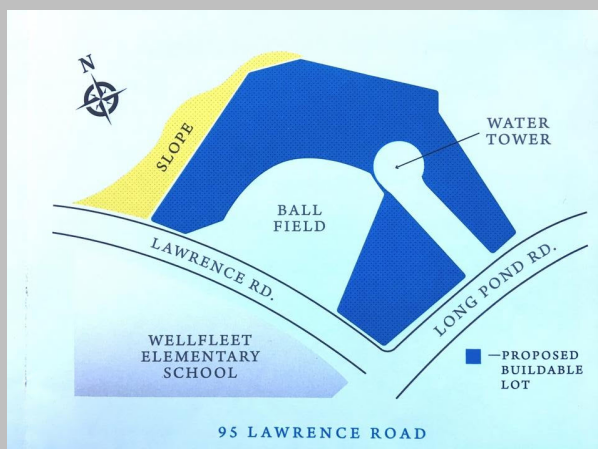 N
SLOPE
WATER
TOWER
BALL
FIELD
LAWRENCE RD.
LONG POND RD.
WELLFLEET
ELEMENTARY
SCHOOL
—PROPOSED
BUILDABLE
LOT
95 LAWRENCE ROAD